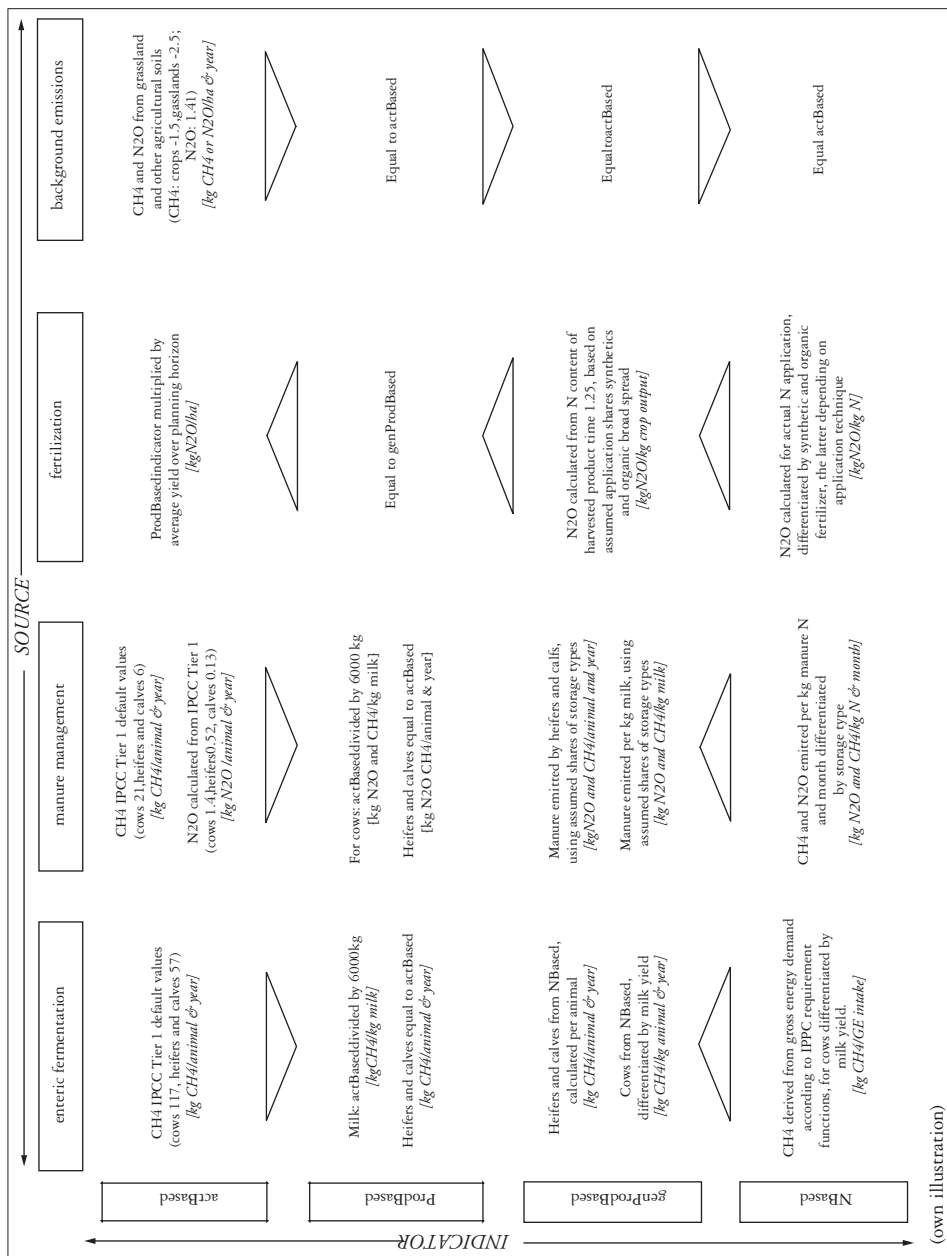 SOURCE
enteric fermentation
manure management
fertilization
background emissions
INDICATOR
actBased
CH4 IPCC Tier 1 default values
(cows 117, heifers and calves 57)
[kg CH4/animal & year]
CH4 IPCC Tier 1 default values
(cows 21,heifers and calves 6)
[kg CH4/animal & year]
N2O calculated from IPCC Tier 1
(cows 1.4,heifers0.52, calves 0.13)
[kg N2O /animal & year]
ProdBasedindicator multiplied by
average yield over planning horizon
[kgN2O/ha]
CH4 and N2O from grassland
and other agricultural soils
(CH4: crops -1.5,gasslands -2.5;
N2O: 1.41)
[kg CH4 or N2O/ha & year]
ProdBased
Milk: actBaseddivided by 6000kg
[kgCH4/kg milk]
Heifers and calves equal to actBased
[kg CH4/animal & year]
For cows: actBaseddivided by 6000 kg
[kg N2O and CH4/kg milk]
Heifers and calves equal to actBased
[kg N2O CH4/animal & year]
Equal to genProdBased
Equal to actBased
genProdBased
Heifers and calves from NBased,
calculated per animal
[kg CH4/animal & year]
Cows from NBased,
differentiated by milk yield
[kg CH4/kg animal & year]
Manure emitted by heifers and calfs,
using assumed shares of storage types
[kgN2O and CH4/animal and year]
Manure emitted per kg milk, using
assumed shares of storage types
[kg N2O and CH4/kg milk]
N2O calculated from N content of
harvested product time 1.25, based on
assumed application shares synthetics
and organic broad spread
[kgN2O/kg crop output]
EqualtoactBased
NBased
CH4 derived from gross energy demand
according to IPPC requirement
functions, for cows differentiated by
milk yield.
[kg CH4/GE intake]
CH4 and N2O emitted per kg manure N
and month differentiated
by storage type
[kg N2O and CH4/kg N & month]
N2O calculated for actual N application,
differentiated by synthetic and organic
fertilizer, the latter depending on
application technique
[kgN2O/kg N]
Equal actBased
(own illustration)